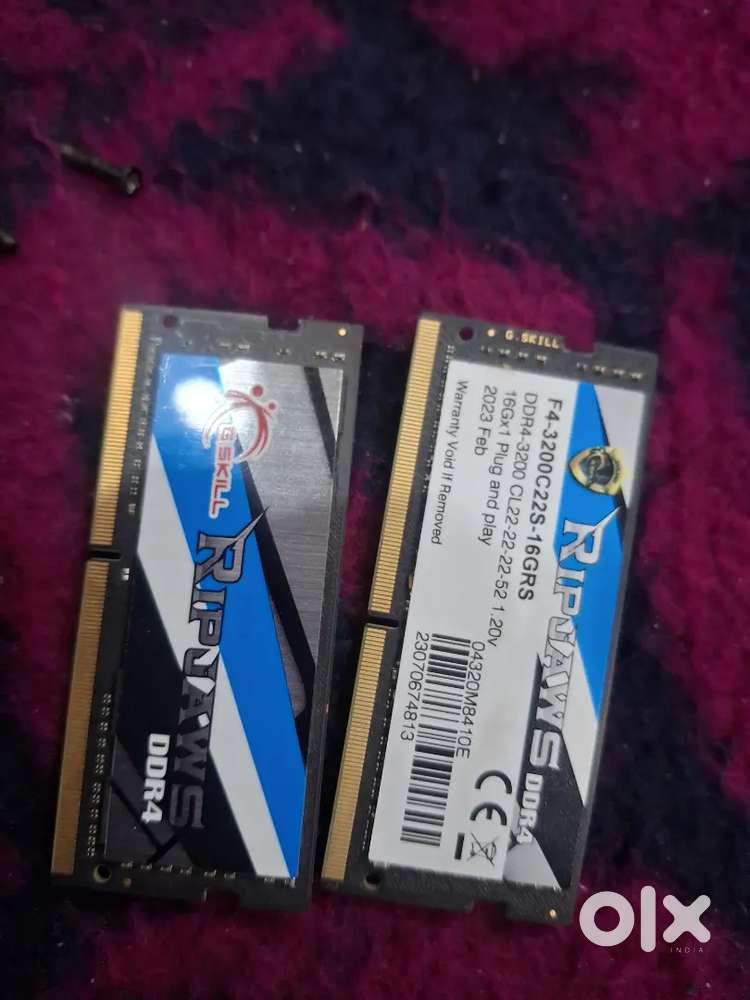 G.SKILL
RIPJAWS
DDR4
G.SKILL
F4-3200C22S-16GRS
DDR4-3200 CL22-22-22-52 1.20v
16Gx1 Plug and play
2023 Feb
Warranty Void If Removed
04320M8410E
23070674813
CE
RIPJAWS
DDR4
olx
INDIA